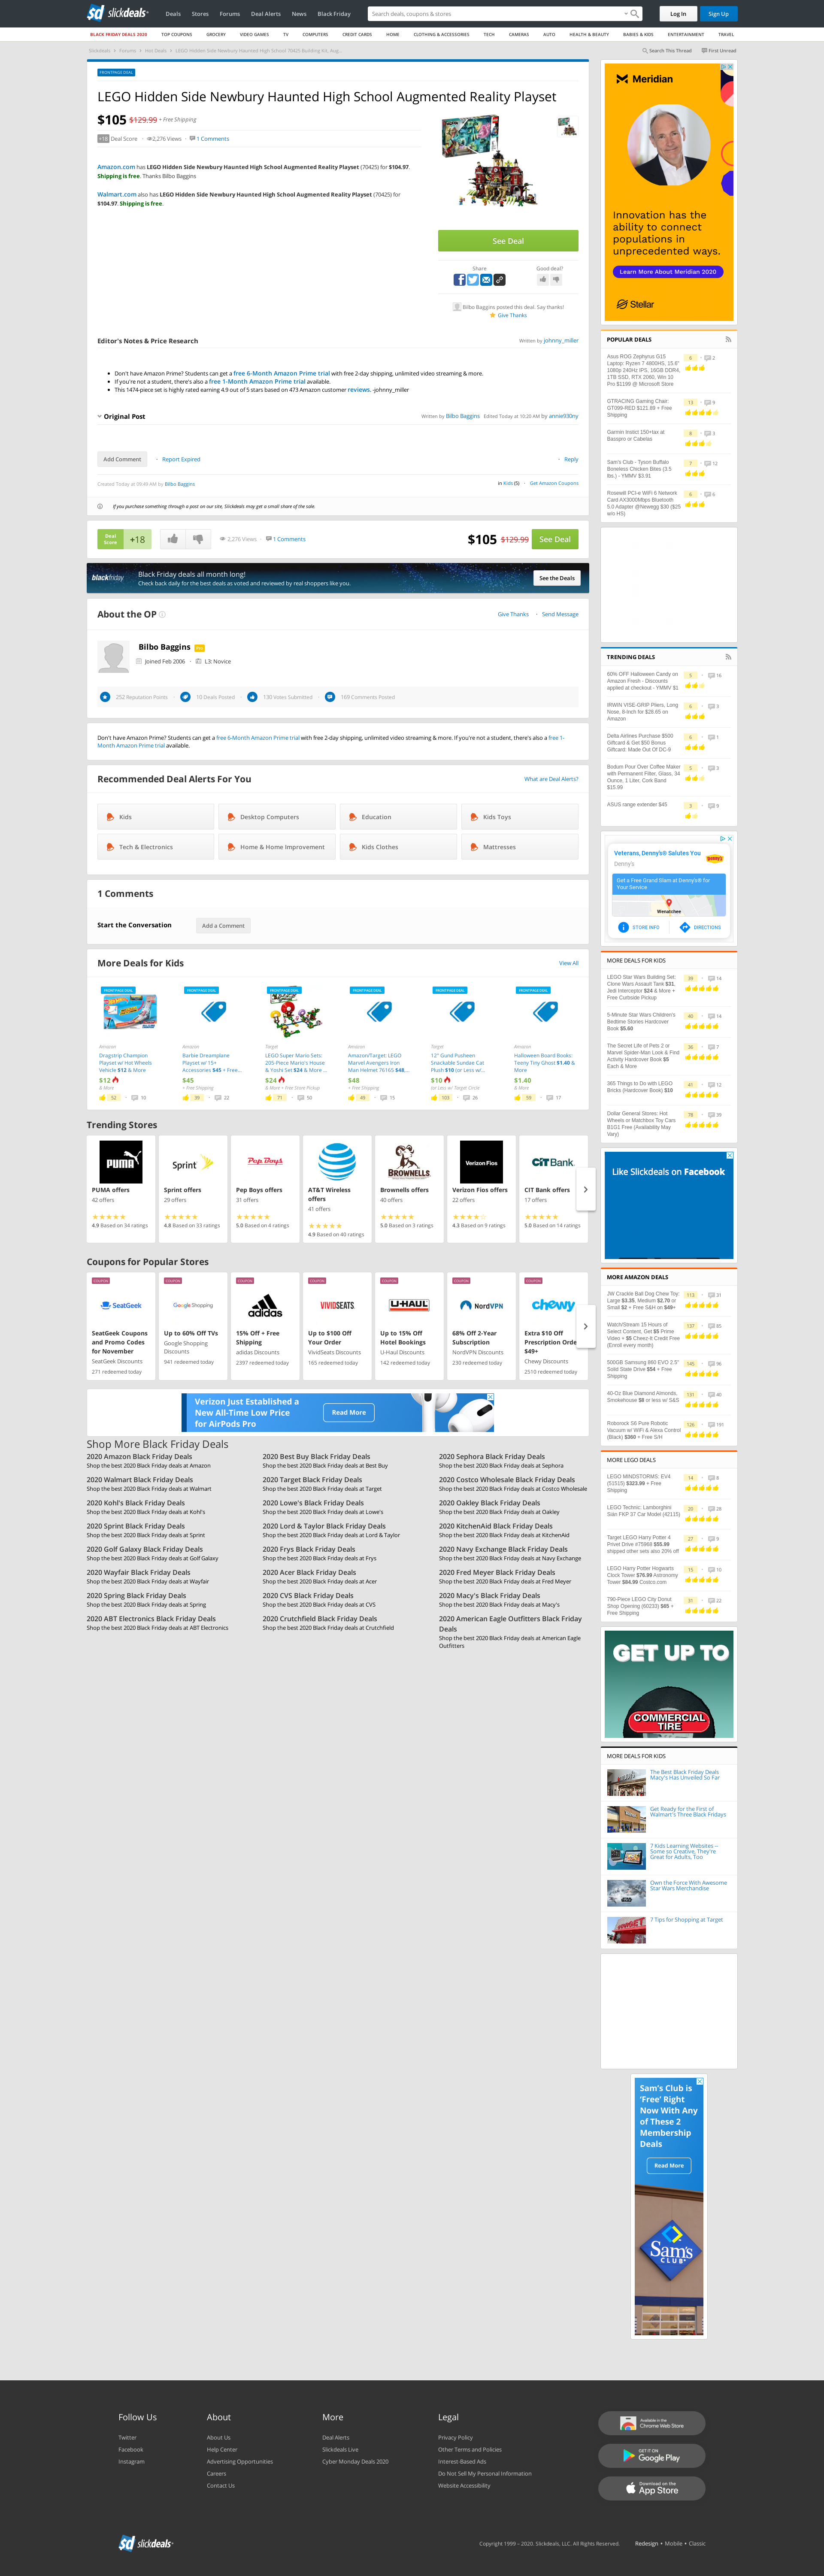 slickdeals
Deals Stores Forums Deal Alerts News Black Friday
Search deals, coupons & stores
Log In
Sign Up
BLACK FRIDAY DEALS 2020 TOP COUPONS GROCERY VIDEO GAMES TV COMPUTERS CREDIT CARDS HOME CLOTHING & ACCESSORIES TECH CAMERAS AUTO HEALTH & BEAUTY BABIES & KIDS ENTERTAINMENT TRAVEL
Slickdeals Forums Hot Deals LEGO Hidden Side Newbury Haunted High School 70425 Building Kit, Aug...
Search This Thread First Unread
FRONTPAGE DEAL
LEGO Hidden Side Newbury Haunted High School Augmented Reality Playset
$105 $129.99 + Free Shipping
+18 Deal Score 2,276 Views 1 Comments
Amazon.com has LEGO Hidden Side Newbury Haunted High School Augmented Reality Playset (70425) for $104.97.
Shipping is free. Thanks Bilbo Baggins
Walmart.com also has LEGO Hidden Side Newbury Haunted High School Augmented Reality Playset (70425) for
$104.97. Shipping is free.
See Deal
Share
Good deal?
Bilbo Baggins posted this deal. Say thanks!
Give Thanks
Editor's Notes & Price Research
Written by johnny_miller
Don't have Amazon Prime? Students can get a free 6-Month Amazon Prime trial with free 2-day shipping, unlimited video streaming & more.
If you're not a student, there's also a free 1-Month Amazon Prime trial available.
This 1474-piece set is highly rated earning 4.9 out of 5 stars based on 473 Amazon customer reviews. -johnny_miller
Original Post
Written by Bilbo Baggins Edited Today at 10:20 AM by annie930ny
Add Comment
Report Expired
Reply
Created Today at 09:49 AM by Bilbo Baggins
in Kids (5) Get Amazon Coupons
If you purchase something through a post on our site, Slickdeals may get a small share of the sale.
Deal
Score
+18
2,276 Views 1 Comments
$105 $129.99 See Deal
blackfriday
Black Friday deals all month long!
Check back daily for the best deals as voted and reviewed by real shoppers like you.
See the Deals
About the OP
Give Thanks Send Message
Bilbo Baggins
Joined Feb 2006 L3: Novice
252 Reputation Points 10 Deals Posted 130 Votes Submitted 169 Comments Posted
Don't have Amazon Prime? Students can get a free 6-Month Amazon Prime trial with free 2-day shipping, unlimited video streaming & more. If you're not a student, there's also a free 1-
Month Amazon Prime trial available.
Recommended Deal Alerts For You
What are Deal Alerts?
Kids
Desktop Computers
Education
Kids Toys
Tech & Electronics
Home & Home Improvement
Kids Clothes
Mattresses
1 Comments
Start the Conversation
Add a Comment
More Deals for Kids
View All
FRONTPAGE DEAL
Amazon
Dragstrip Champion
Playset w/ Hot Wheels
Vehicle $12 & More
$12
& More
52 10
FRONTPAGE DEAL
Amazon
Barbie Dreamplane
Playset w/ 15+
Accessories $45 + Free...
$45
+ Free Shipping
39 22
FRONTPAGE DEAL
Target
LEGO Super Mario Sets:
205-Piece Mario's House
& Yoshi Set $24 & More ...
$24
& More + Free Store Pickup
71 50
FRONTPAGE DEAL
Amazon
Amazon/Target: LEGO
Marvel Avengers Iron
Man Helmet 76165 $48,...
$48
+ Free Shipping
49 15
FRONTPAGE DEAL
Target
12" Gund Pusheen
Snackable Sundae Cat
Plush $10 (or Less w/...
$10
(or Less w/ Target Circle
103 26
FRONTPAGE DEAL
Amazon
Halloween Board Books
Teeny Tiny Ghost $1.40 &
More
$1.40
& More
59 17
Trending Stores
PUMA
PUMA offers
42 offers
4.9 Based on 34 ratings
Sprint
Sprint offers
29 offers
4.8 Based on 33 ratings
Pep Boys
Pep Boys offers
31 offers
5.0 Based on 4 ratings
AT&T Wireless
offers
41 offers
4.9 Based on 40 ratings
BROWNELLS
Brownells offers
40 offers
5.0 Based on 3 ratings
Verizon Fios
Verizon Fios offers
22 offers
4.3 Based on 9 ratings
CIT BANK
CIT Bank offers
17 offers
5.0 Based on 14 ratings
Coupons for Popular Stores
COUPON
SeatGeek
SeatGeek Coupons
and Promo Codes
for November
SeatGeek Discounts
271 redeemed today
COUPON
Google Shopping
Up to 60% Off TVs
Google Shopping
Discounts
941 redeemed today
COUPON
adidas
15% Off + Free
Shipping
adidas Discounts
2397 redeemed today
COUPON
VIVIDSEATS
Up to $100 Off
Your Order
VividSeats Discounts
165 redeemed today
COUPON
U-HAUL
Up to 15% Off
Hotel Bookings
U-Haul Discounts
142 redeemed today
COUPON
NordVPN
68% Off 2-Year
Subscription
NordVPN Discounts
230 redeemed today
COUPON
chewy
Extra $10 Off
Prescription Orde
$49+
Chewy Discounts
2510 redeemed today
Verizon Just Established a
New All-Time Low Price
for AirPods Pro
Read More
Shop More Black Friday Deals
2020 Amazon Black Friday Deals
Shop the best 2020 Black Friday deals at Amazon
2020 Best Buy Black Friday Deals
Shop the best 2020 Black Friday deals at Best Buy
2020 Sephora Black Friday Deals
Shop the best 2020 Black Friday deals at Sephora
2020 Walmart Black Friday Deals
Shop the best 2020 Black Friday deals at Walmart
2020 Target Black Friday Deals
Shop the best 2020 Black Friday deals at Target
2020 Costco Wholesale Black Friday Deals
Shop the best 2020 Black Friday deals at Costco Wholesale
2020 Kohl's Black Friday Deals
Shop the best 2020 Black Friday deals at Kohl's
2020 Lowe's Black Friday Deals
Shop the best 2020 Black Friday deals at Lowe's
2020 Oakley Black Friday Deals
Shop the best 2020 Black Friday deals at Oakley
2020 Sprint Black Friday Deals
Shop the best 2020 Black Friday deals at Sprint
2020 Lord & Taylor Black Friday Deals
Shop the best 2020 Black Friday deals at Lord & Taylor
2020 KitchenAid Black Friday Deals
Shop the best 2020 Black Friday deals at KitchenAid
2020 Golf Galaxy Black Friday Deals
Shop the best 2020 Black Friday deals at Golf Galaxy
2020 Frys Black Friday Deals
Shop the best 2020 Black Friday deals at Frys
2020 Navy Exchange Black Friday Deals
Shop the best 2020 Black Friday deals at Navy Exchange
2020 Wayfair Black Friday Deals
Shop the best 2020 Black Friday deals at Wayfair
2020 Acer Black Friday Deals
Shop the best 2020 Black Friday deals at Acer
2020 Fred Meyer Black Friday Deals
Shop the best 2020 Black Friday deals at Fred Meyer
2020 Spring Black Friday Deals
Shop the best 2020 Black Friday deals at Spring
2020 CVS Black Friday Deals
Shop the best 2020 Black Friday deals at CVS
2020 Macy's Black Friday Deals
Shop the best 2020 Black Friday deals at Macy's
2020 ABT Electronics Black Friday Deals
Shop the best 2020 Black Friday deals at ABT Electronics
2020 Crutchfield Black Friday Deals
Shop the best 2020 Black Friday deals at Crutchfield
2020 American Eagle Outfitters Black Friday
Deals
Shop the best 2020 Black Friday deals at American Eagle
Outfitters
Meridian
Innovation has the
ability to connect
populations in
unprecedented ways.
Learn More About Meridian 2020
Stellar
POPULAR DEALS
Asus ROG Zephyrus G15
Laptop: Ryzen 7 4800HS, 15.6"
1080p 240Hz IPS, 16GB DDR4,
1TB SSD, RTX 2060, Win 10
Pro $1199 @ Microsoft Store
6 2
GTRACING Gaming Chair:
GT099-RED $121.99 + Free
Shipping
13 9
Garmin Instict 150+tax at
Basspro or Cabelas
8 3
Sam's Club - Tyson Buffalo
Boneless Chicken Bites (3.5
lbs.) - YMMV $3.91
7 12
Rosewill PCI-e WiFi 6 Network
Card AX3000Mbps Bluetooth
5.0 Adapter @Newegg $30 ($25
w/o HS)
6 6
TRENDING DEALS
60% OFF Halloween Candy on
Amazon Fresh - Discounts
applied at checkout - YMMV $1
5 16
IRWIN VISE-GRIP Pliers, Long
Nose, 8-Inch for $28 65 on
Amazon
6 3
Delta Airlines Purchase $500
Giftcard & Get $50 Bonus
Giftcard: Made Out Of DC-9
6 1
Bodum Pour Over Coffee Maker
with Permanent Filter, Glass, 34
Ounce, 1 Liter, Cork Band
$15.99
5 3
ASUS range extender $45
3 9
Veterans, Denny's® Salutes You
Denny's
Get a Free Grand Slam at Denny's® for
Your Service
Wenatchee
STORE INFO
DIRECTIONS
MORE DEALS FOR KIDS
LEGO Star Wars Building Set:
Clone Wars Assault Tank $31,
Jedi Interceptor $24 & More +
Free Curbside Pickup
39 14
5-Minute Star Wars Children's
Bedtime Stories Hardcover
Book $5.60
40 14
The Secret Life of Pets 2 or
Marvel Spider-Man Look & Find
Activity Hardcover Book $5
Each & More
36 7
365 Things to Do with LEGO
Bricks (Hardcover Book) $10
41 12
Dollar General Stores: Hot
Wheels or Matchbox Toy Cars
B1G1 Free (Availability May
Vary)
78 39
Like Slickdeals on Facebook
MORE AMAZON DEALS
JW Crackle Ball Dog Chew Toy:
Large $3.35, Medium $2.70 or
Small $2 + Free S&H on $49+
113 31
Watch/Stream 15 Hours of
Select Content, Get $5 Prime
Video + $5 Cheez-It Credit Free
(Enroll every month)
137 85
500GB Samsung 860 EVO 2.5"
Solid State Drive $54 + Free
Shipping
145 96
40-Oz Blue Diamond Almonds,
Smokehouse $8 or less w/ S&S
131 40
Roborock S6 Pure Robotic
Vacuum w/ WiFi & Alexa Control
(Black) $360 + Free S/H
126 191
MORE LEGO DEALS
LEGO MINDSTORMS: EV4
(51515) $323.99 + Free
Shipping
14 8
LEGO Technic: Lamborghini
Sián FKP 37 Car Model (42115)
20 28
Target LEGO Harry Potter 4
Privet Drive #75968 $55.99
shipped other sets also 20% off
27 9
LEGO Harry Potter Hogwarts
Clock Tower $76.99 Astronomy
Tower $84.99 Costco.com
15 10
790-Piece LEGO City Donut
Shop Opening (60233) $65 +
Free Shipping
31 22
GET UP TO
COMMERCIAL
TIRE
MORE DEALS FOR KIDS
The Best Black Friday Deals
Macy's Has Unveiled So Far
Get Ready for the First of
Walmart's Three Black Fridays
7 Kids Learning Websites –
Some so Creative, They're
Great for Adults, Too
Own the Force With Awesome
Star Wars Merchandise
7 Tips for Shopping at Target
Sam's Club is
'Free' Right
Now With Any
of These 2
Membership
Deals
Read More
Sam's
CLUB
Follow Us
Twitter
Facebook
Instagram
About
About Us
Help Center
Advertising Opportunities
Careers
Contact Us
More
Deal Alerts
Slickdeals Live
Cyber Monday Deals 2020
Legal
Privacy Policy
Other Terms and Policies
Interest-Based Ads
Do Not Sell My Personal Information
Website Accessibility
Available in the
Chrome Web Store
GET IT ON
Google Play
Download on the
App Store
slickdeals
Copyright 1999 – 2020. Slickdeals, LLC. All Rights Reserved. Redesign • Mobile • Classic